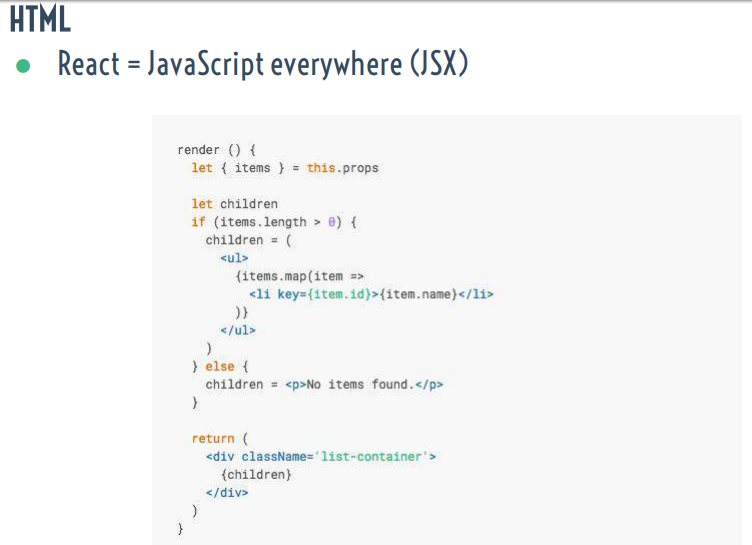 HTML
● React = JavaScript everywhere (JSX)
render () {
  let { items } = this.props

  let children
  if (items.length > 0) {
    children = (
      <ul>
        {items.map(item =>
          <li key={item.id}>{item.name}</li>
        )}
      </ul>
    )
  } else {
    children = <p>No items found.</p>
  }

  return (
    <div className='list-container'>
      {children}
    </div>
  )
}